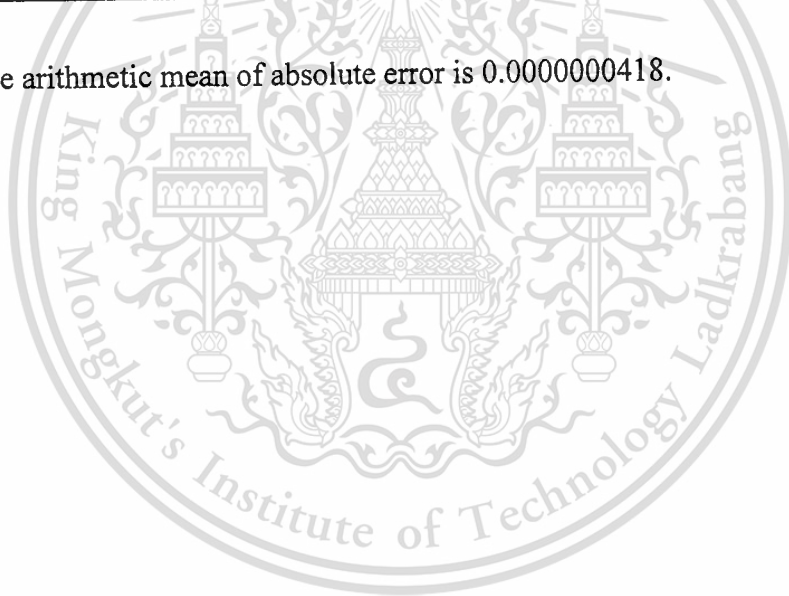 e arithmetic mean of absolute error is 0.0000000418.
King Mongkut's Institute of Technology Ladkrabang